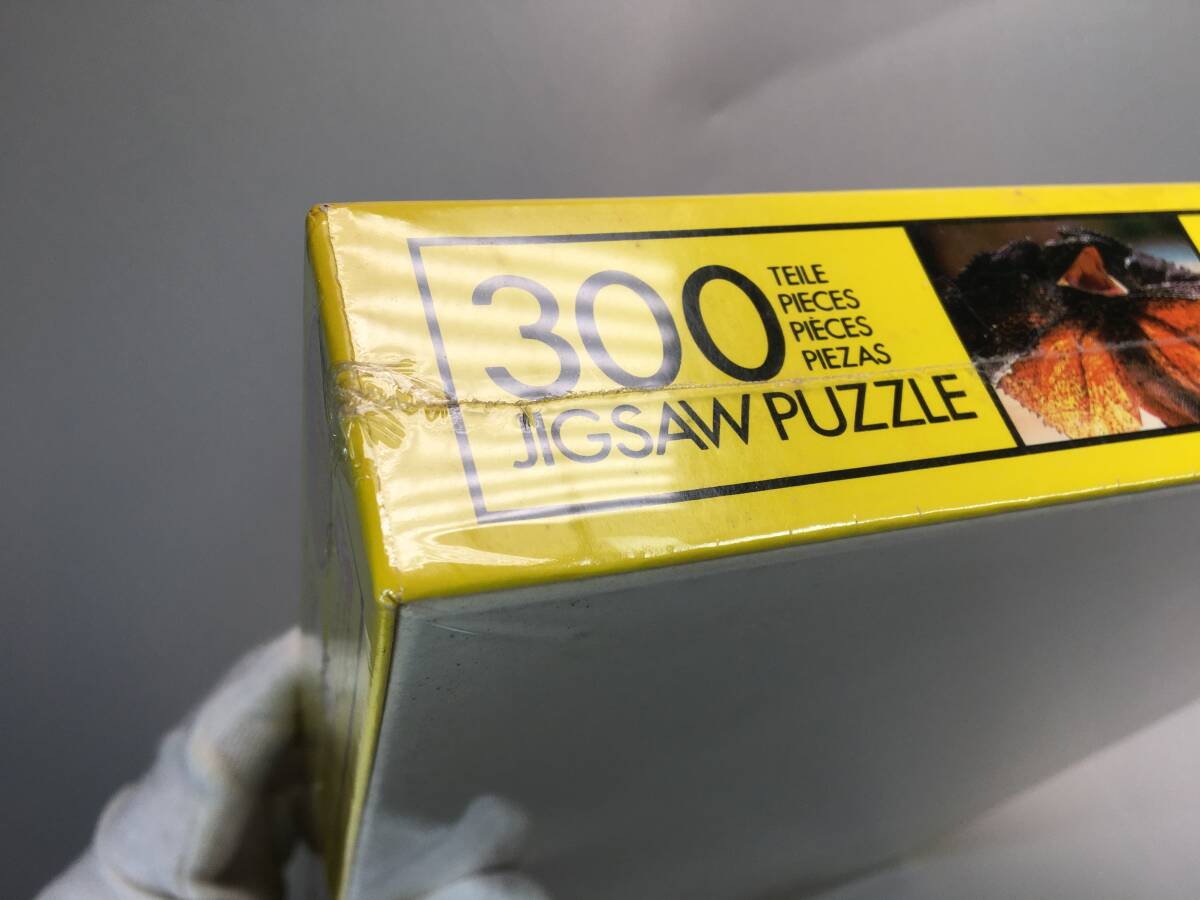 300
TEILE
PIECES
PIÈCES
PIEZAS
JIGSAW PUZZLE